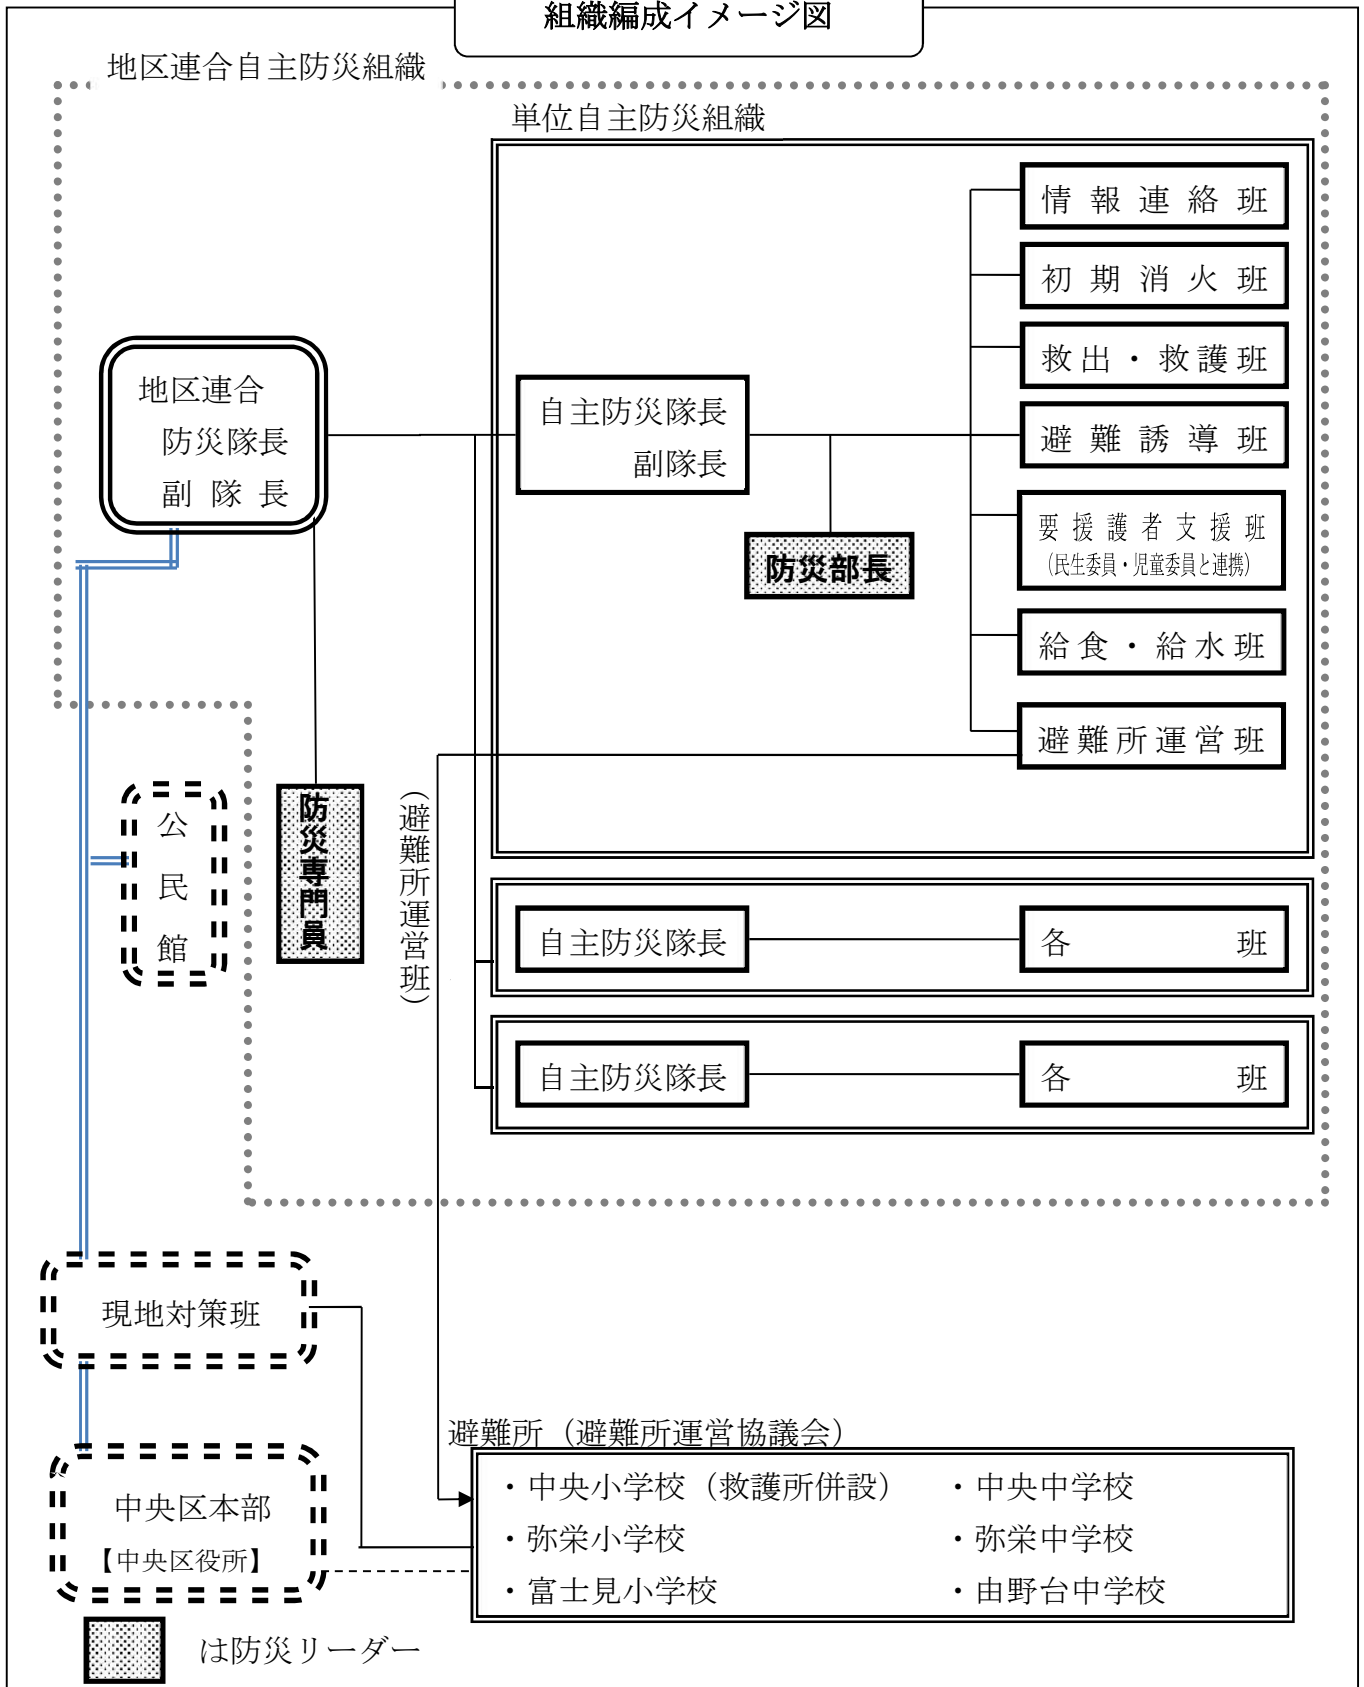 組織編成イメージ図
地区連合自主防災組織
単位自主防災組織
情報連絡班
初期消火班
救出・救護班
避難誘導班
要援護者支援班
（民生委員・児童委員と連携）
給食・給水班
避難所運営班
地区連合
防災隊長
副隊長
自主防災隊長
副隊長
防災部長
防災専門員
公民館
（避難所運営班）
自主防災隊長
各班
自主防災隊長
各班
現地対策班
中央区本部
【中央区役所】
避難所（避難所運営協議会）
・中央小学校（救護所併設） ・中央中学校
・弥栄小学校 ・弥栄中学校
・富士見小学校 ・由野台中学校
は防災リーダー